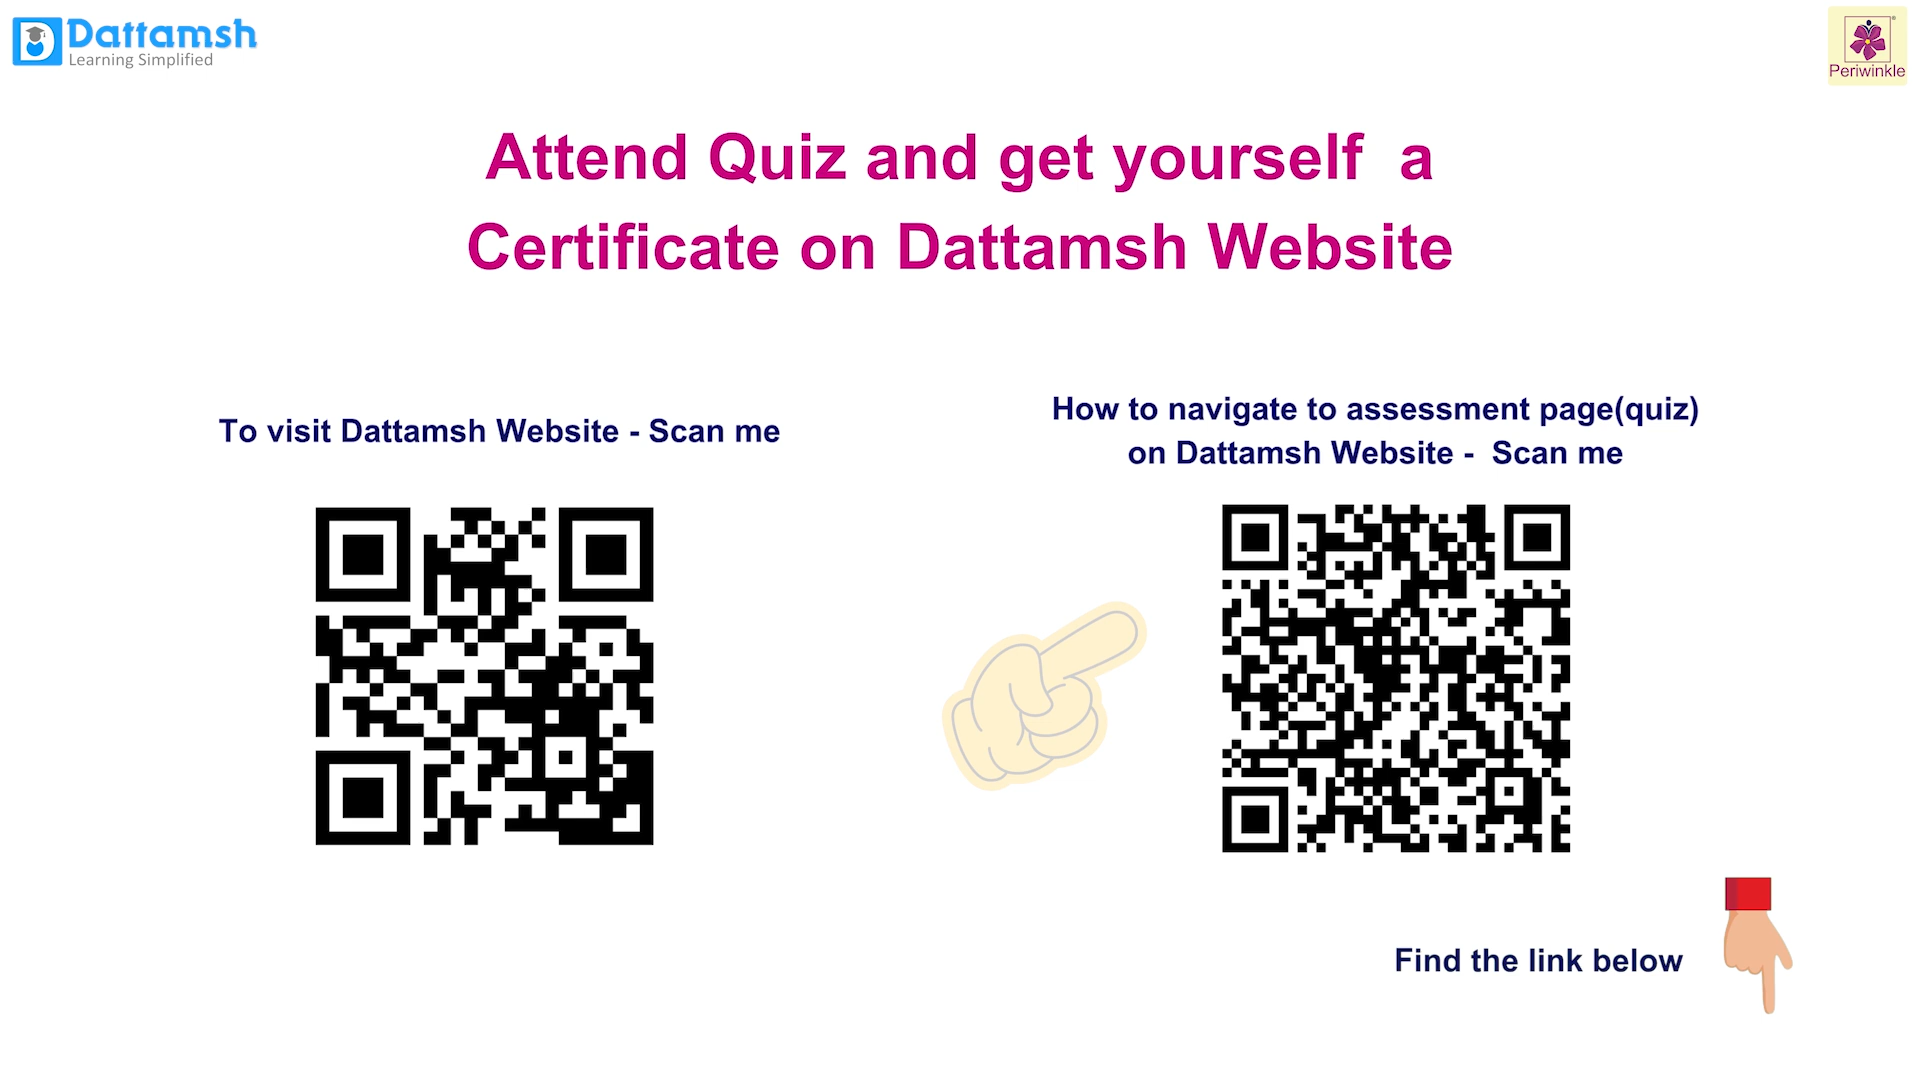 Dattamsh
Learning Simplified
Periwinkle
Attend Quiz and get yourself a
Certificate on Dattamsh Website
To visit Dattamsh Website - Scan me
How to navigate to assessment page(quiz)
on Dattamsh Website - Scan me
Find the link below